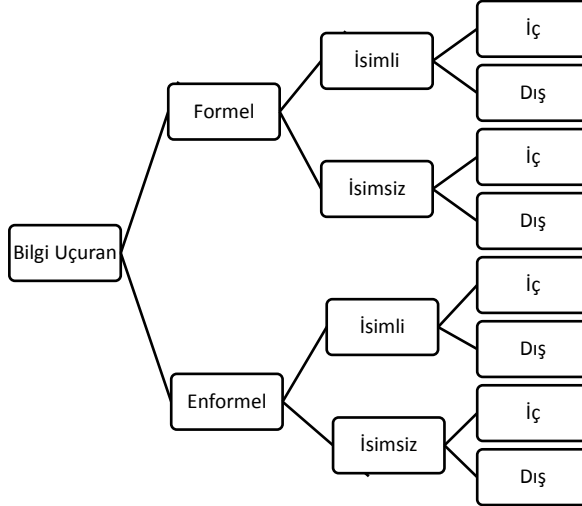 İç
İsimli
Dış
Formel
İç
İsimsiz
Dış
Bilgi Uçuran
İç
İsimli
Dış
Enformel
İç
İsimsiz
Dış